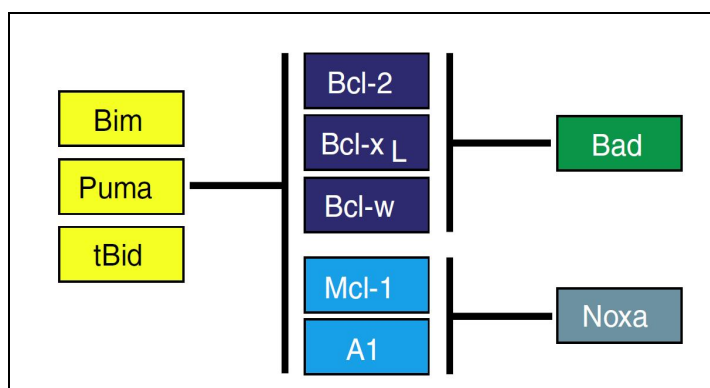 Bim
Puma
tBid
Bcl-2
Bcl-x L
Bcl-w
Mcl-1
A1
Bad
Noxa